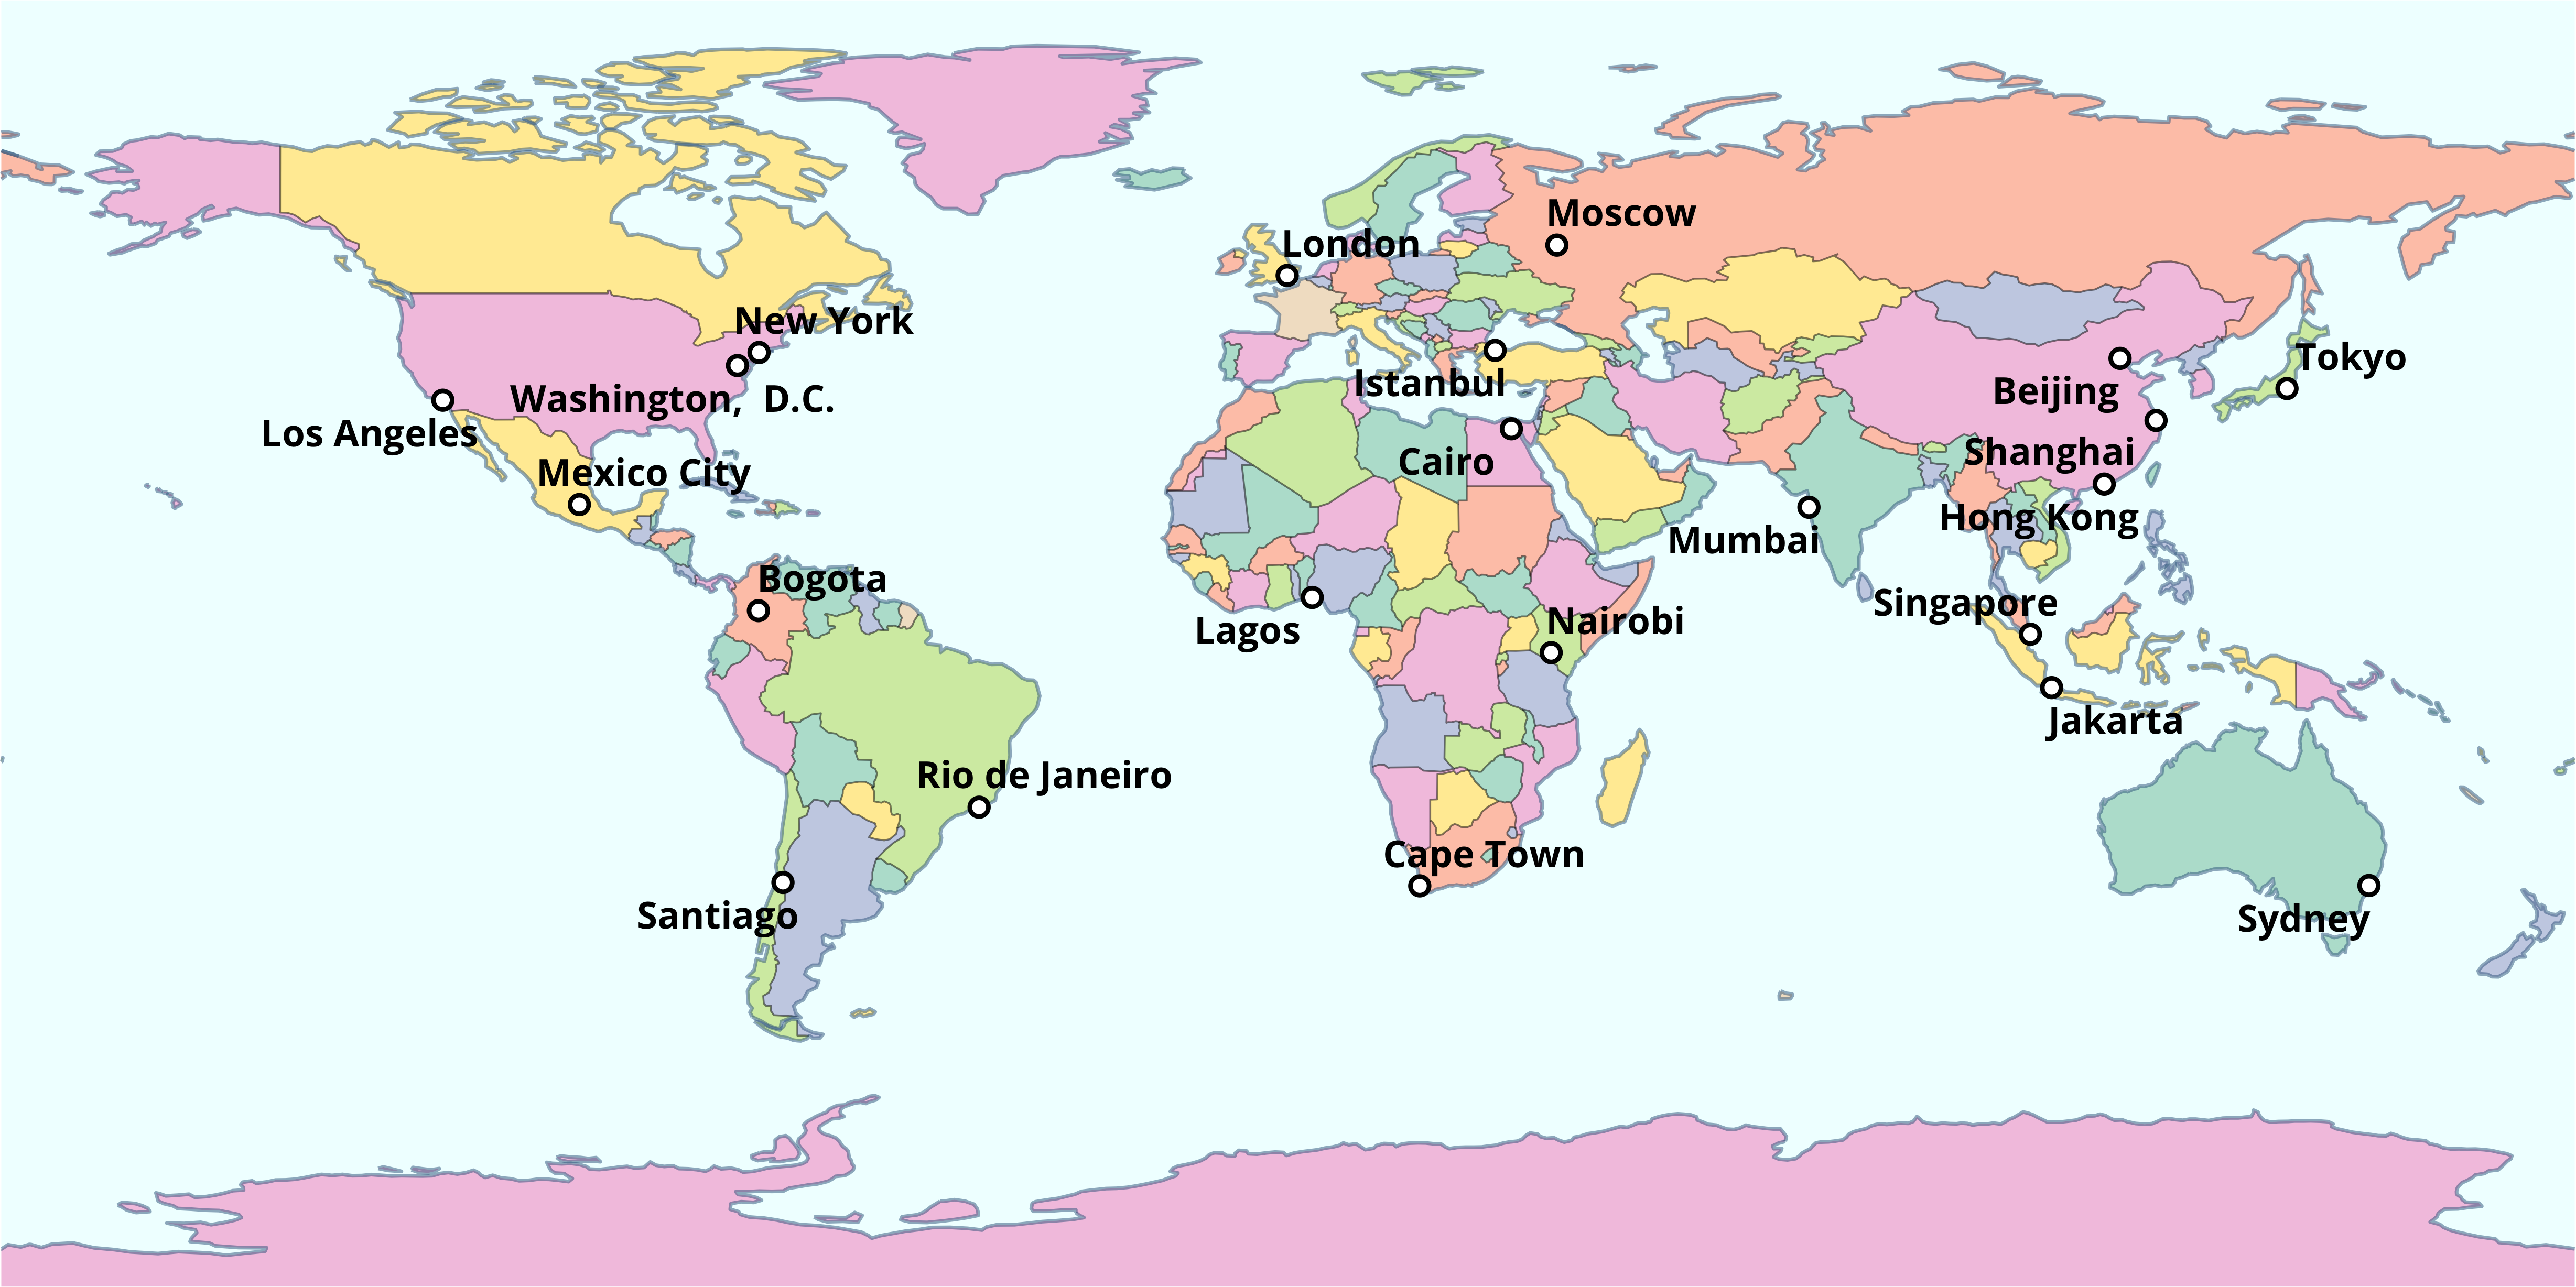 Moscow
London
New York
Tokyo
Istanbul
Beijing
Washington, D.C.
Los Angeles
Shanghai
Cairo
Mexico City
Hong Kong
Mumbai
Bogota
Singapore
Nairobi
Lagos
Jakarta
Rio de Janeiro
Cape Town
Santiago
Sydney